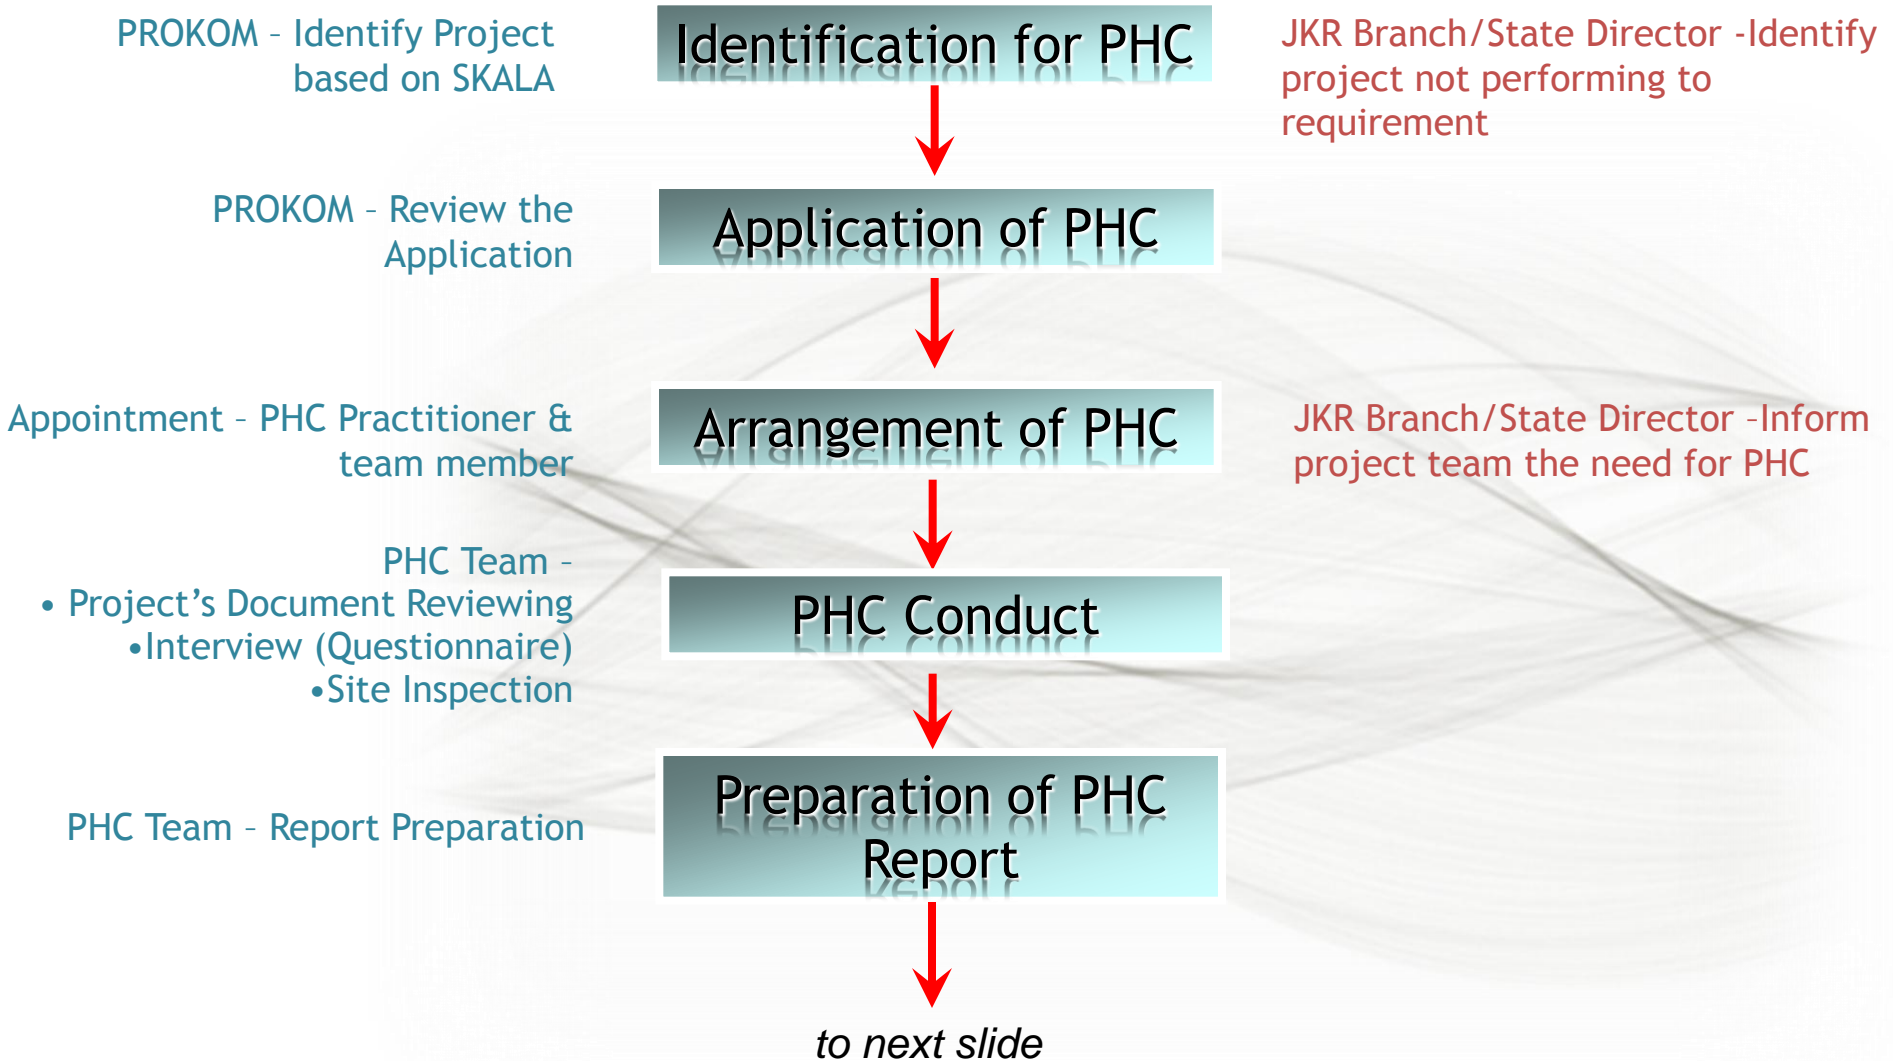 PROKOM – Identify Project
based on SKALA
Identification for PHC
JKR Branch/State Director -Identify
project not performing to
requirement
PROKOM – Review the
Application
Application of PHC
Appointment – PHC Practitioner &
team member
Arrangement of PHC
JKR Branch/State Director –Inform
project team the need for PHC
PHC Team –
• Project’s Document Reviewing
•Interview (Questionnaire)
•Site Inspection
PHC Conduct
PHC Team – Report Preparation
Preparation of PHC
Report
to next slide